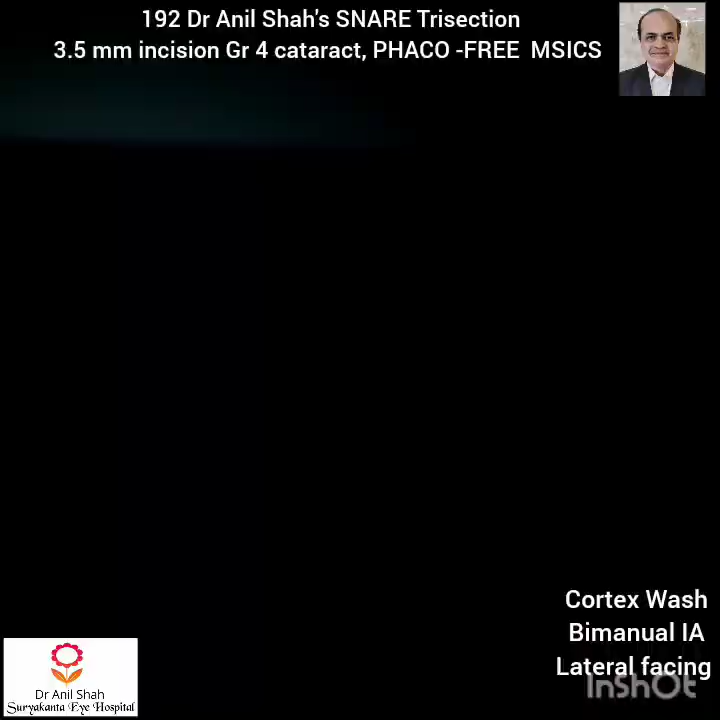 192 Dr Anil Shah's SNARE Trisection
3.5 mm incision Gr 4 cataract, PHACO -FREE MSICS
Cortex Wash
Bimanual IA
Lateral facing
InShOt
Dr Anil Shah
Suryakanta Eye Hospital